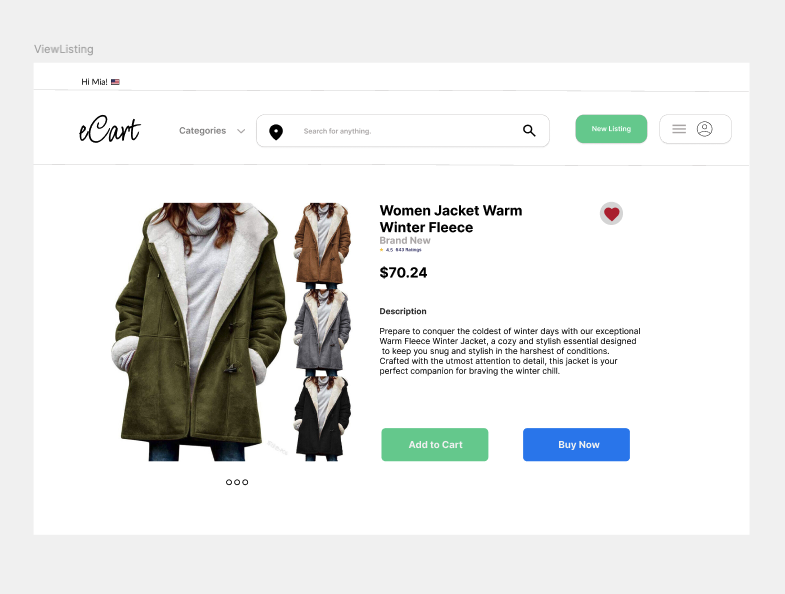 ViewListing
Hi Mia!
eCart
Categories
Search for anything.
New Listing
Women Jacket Warm
Winter Fleece
Brand New
4.5 643 Ratings
$70.24
Description
Prepare to conquer the coldest of winter days with our exceptional
Warm Fleece Winter Jacket, a cozy and stylish essential designed
to keep you snug and stylish in the harshest of conditions.
Crafted with the utmost attention to detail, this jacket is your
perfect companion for braving the winter chill.
Add to Cart
Buy Now